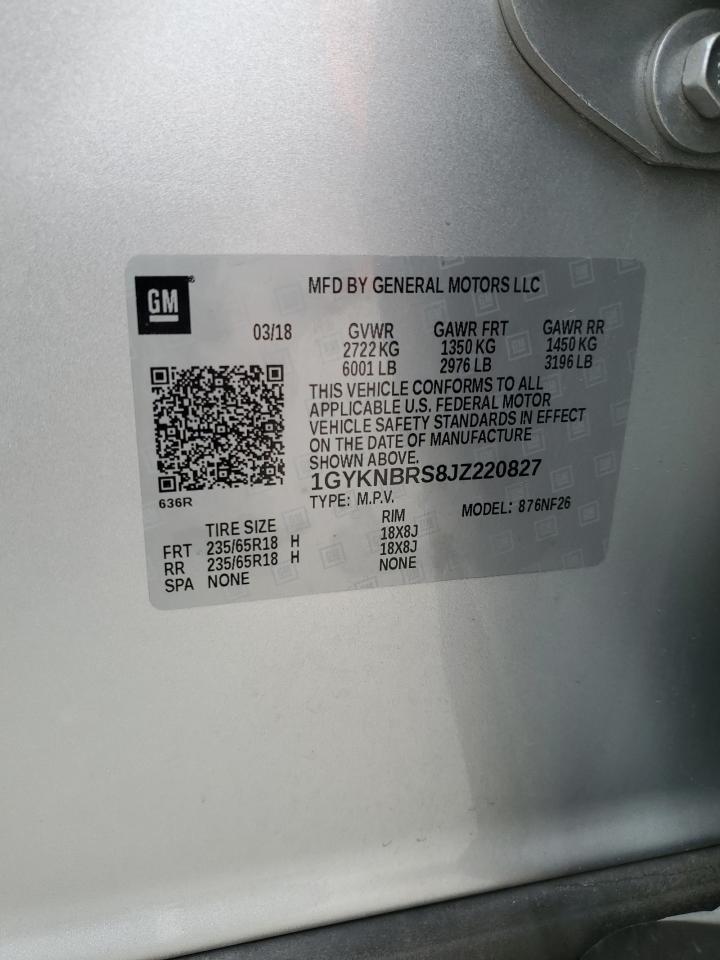 GM
MFD BY GENERAL MOTORS LLC
03/18 GVWR GAWR FRT GAWR RR
2722 KG 1350 KG 1450 KG
6001 LB 2976 LB 3196 LB
THIS VEHICLE CONFORMS TO ALL
APPLICABLE U.S. FEDERAL MOTOR
VEHICLE SAFETY STANDARDS IN EFFECT
ON THE DATE OF MANUFACTURE
SHOWN ABOVE.
1GYKNBRS8JZ220827
636R
TYPE: M.P.V. MODEL: 876NF26
TIRE SIZE RIM
FRT 235/65R18 H 18X8J
RR 235/65R18 H 18X8J
SPA NONE NONE